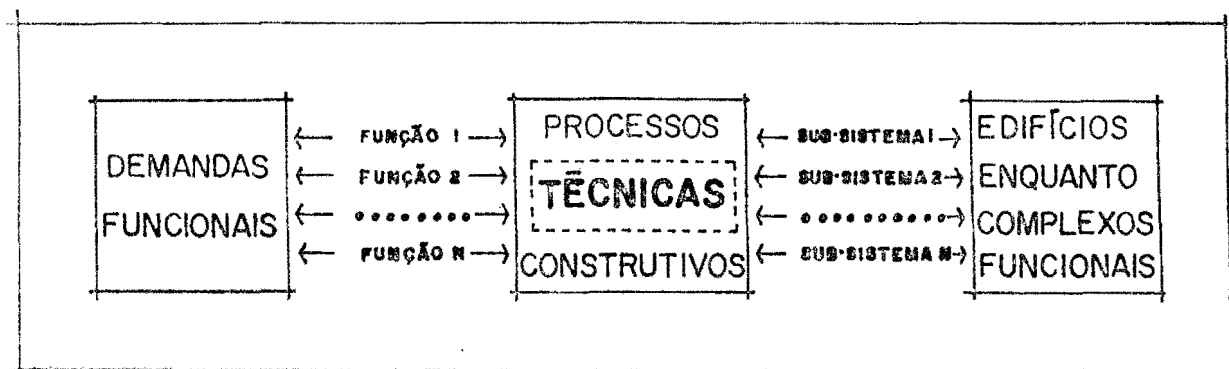 DEMANDAS
FUNCIONAIS
FUNÇÃO 1
FUNÇÃO 2
FUNÇÃO N
PROCESSOS
TÉCNICAS
CONSTRUTIVOS
SUB-SISTEMA 1
SUB-SISTEMA 2
SUB-SISTEMA N
EDIFÍCIOS
ENQUANTO
COMPLEXOS
FUNCIONAIS